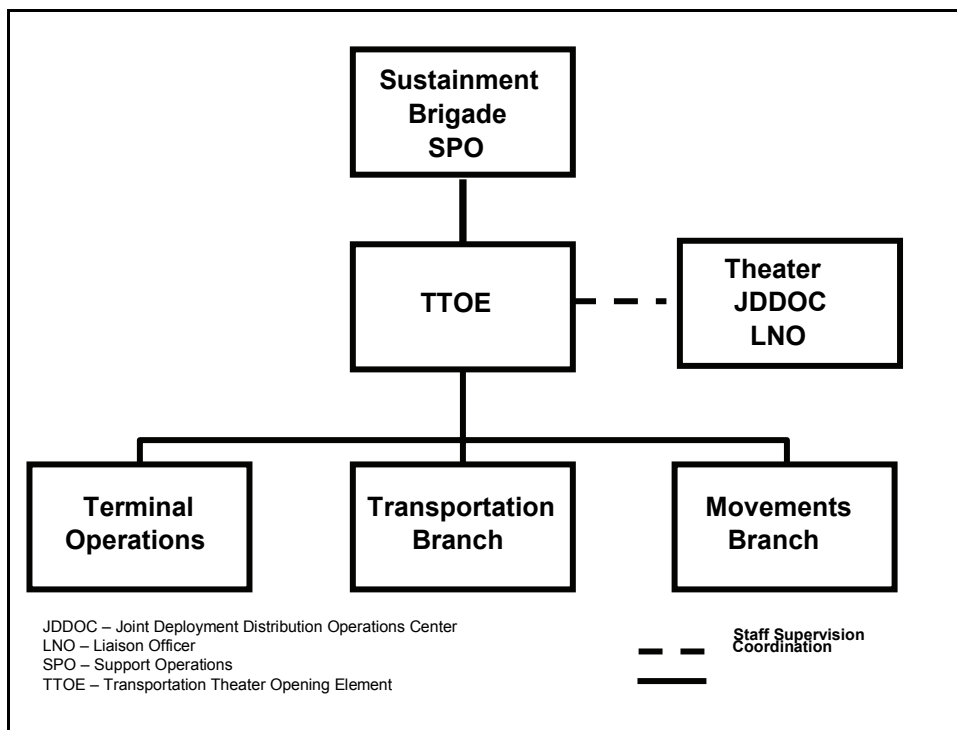 Sustainment
Brigade
SPO
TTOE
Theater
JDDOC
LNO
Terminal
Operations
Transportation
Branch
Movements
Branch
JDDOC – Joint Deployment Distribution Operations Center
LNO – Liaison Officer
SPO – Support Operations
TTOE – Transportation Theater Opening Element
Staff Supervision
Coordination